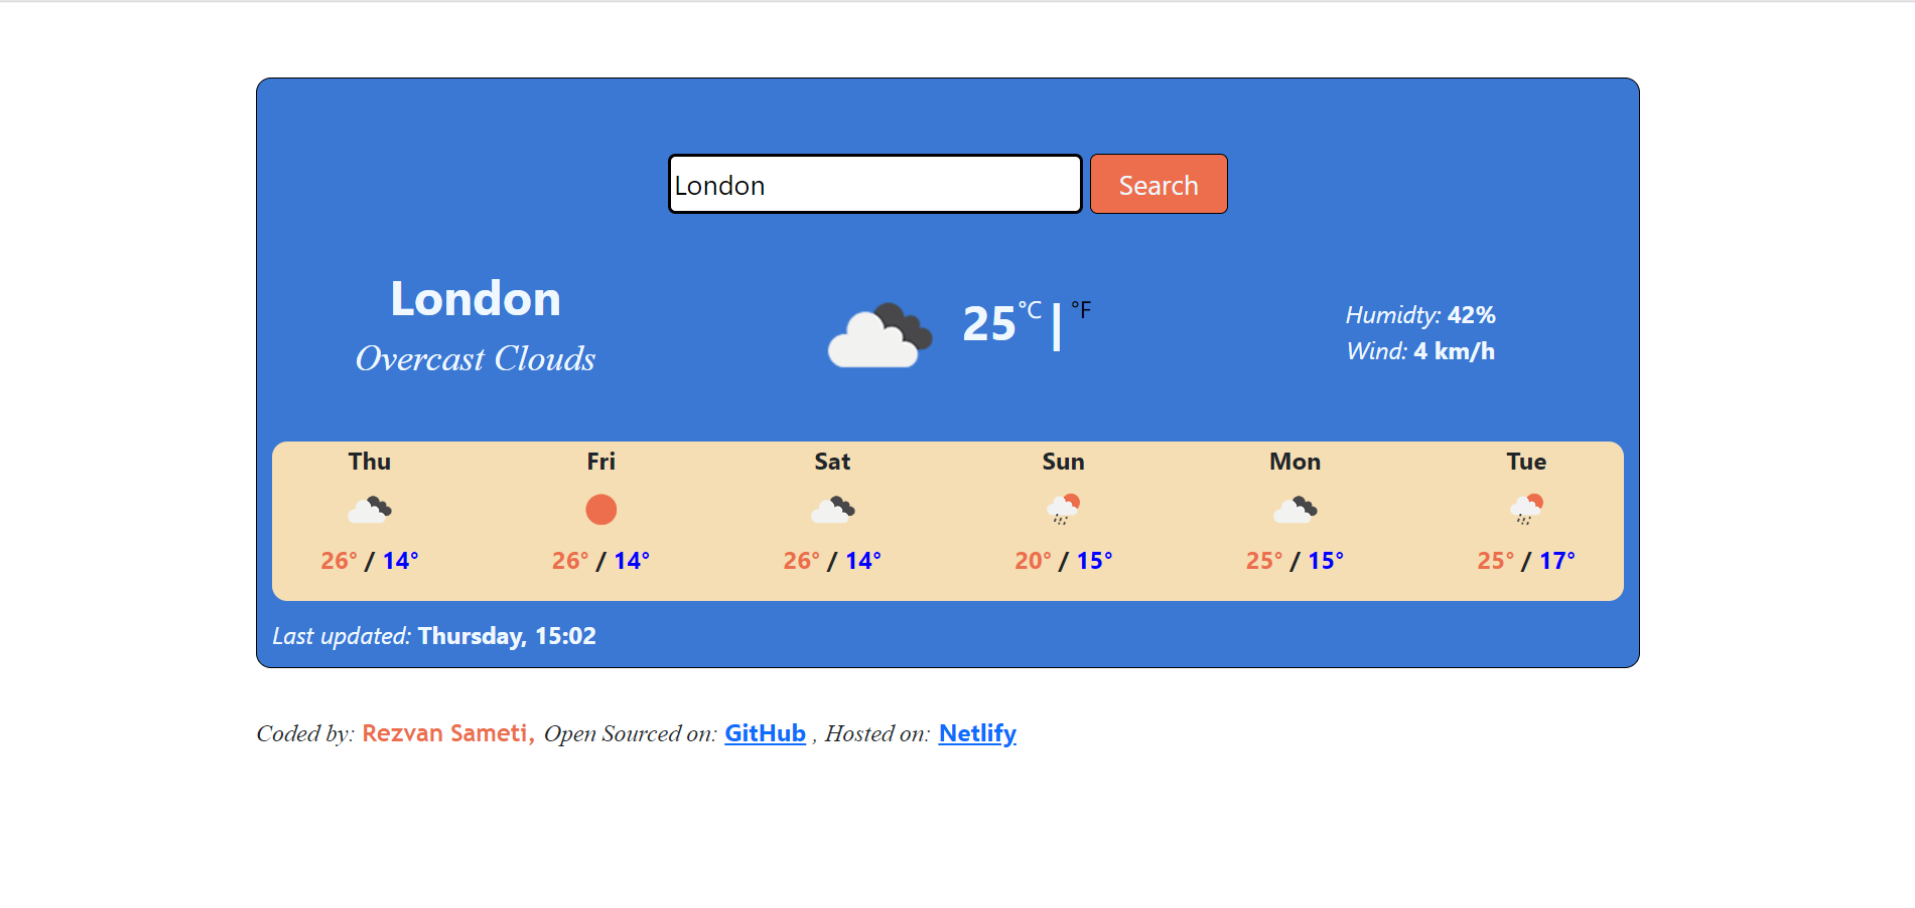 London Search
London
Overcast Clouds
25 °C | °F
Humidty: 42%
Wind: 4 km/h
Thu Fri Sat Sun Mon Tue
26° / 14° 26° / 14° 26° / 14° 20° / 15° 25° / 15° 25° / 17°
Last updated: Thursday, 15:02
Coded by: Rezvan Sameti, Open Sourced on: GitHub , Hosted on: Netlify